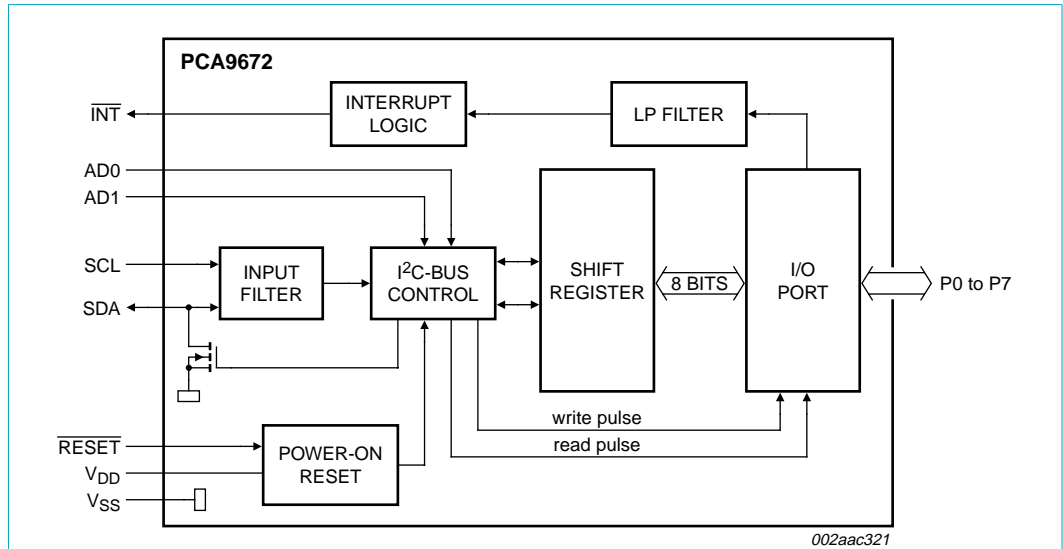 PCA9672
INTERRUPT
LOGIC
LP FILTER
INT
AD0
AD1
SCL
SDA
INPUT
FILTER
I²C-BUS
CONTROL
SHIFT
REGISTER
8 BITS
I/O
PORT
P0 to P7
write pulse
read pulse
RESET
VDD
VSS
POWER-ON
RESET
002aac321